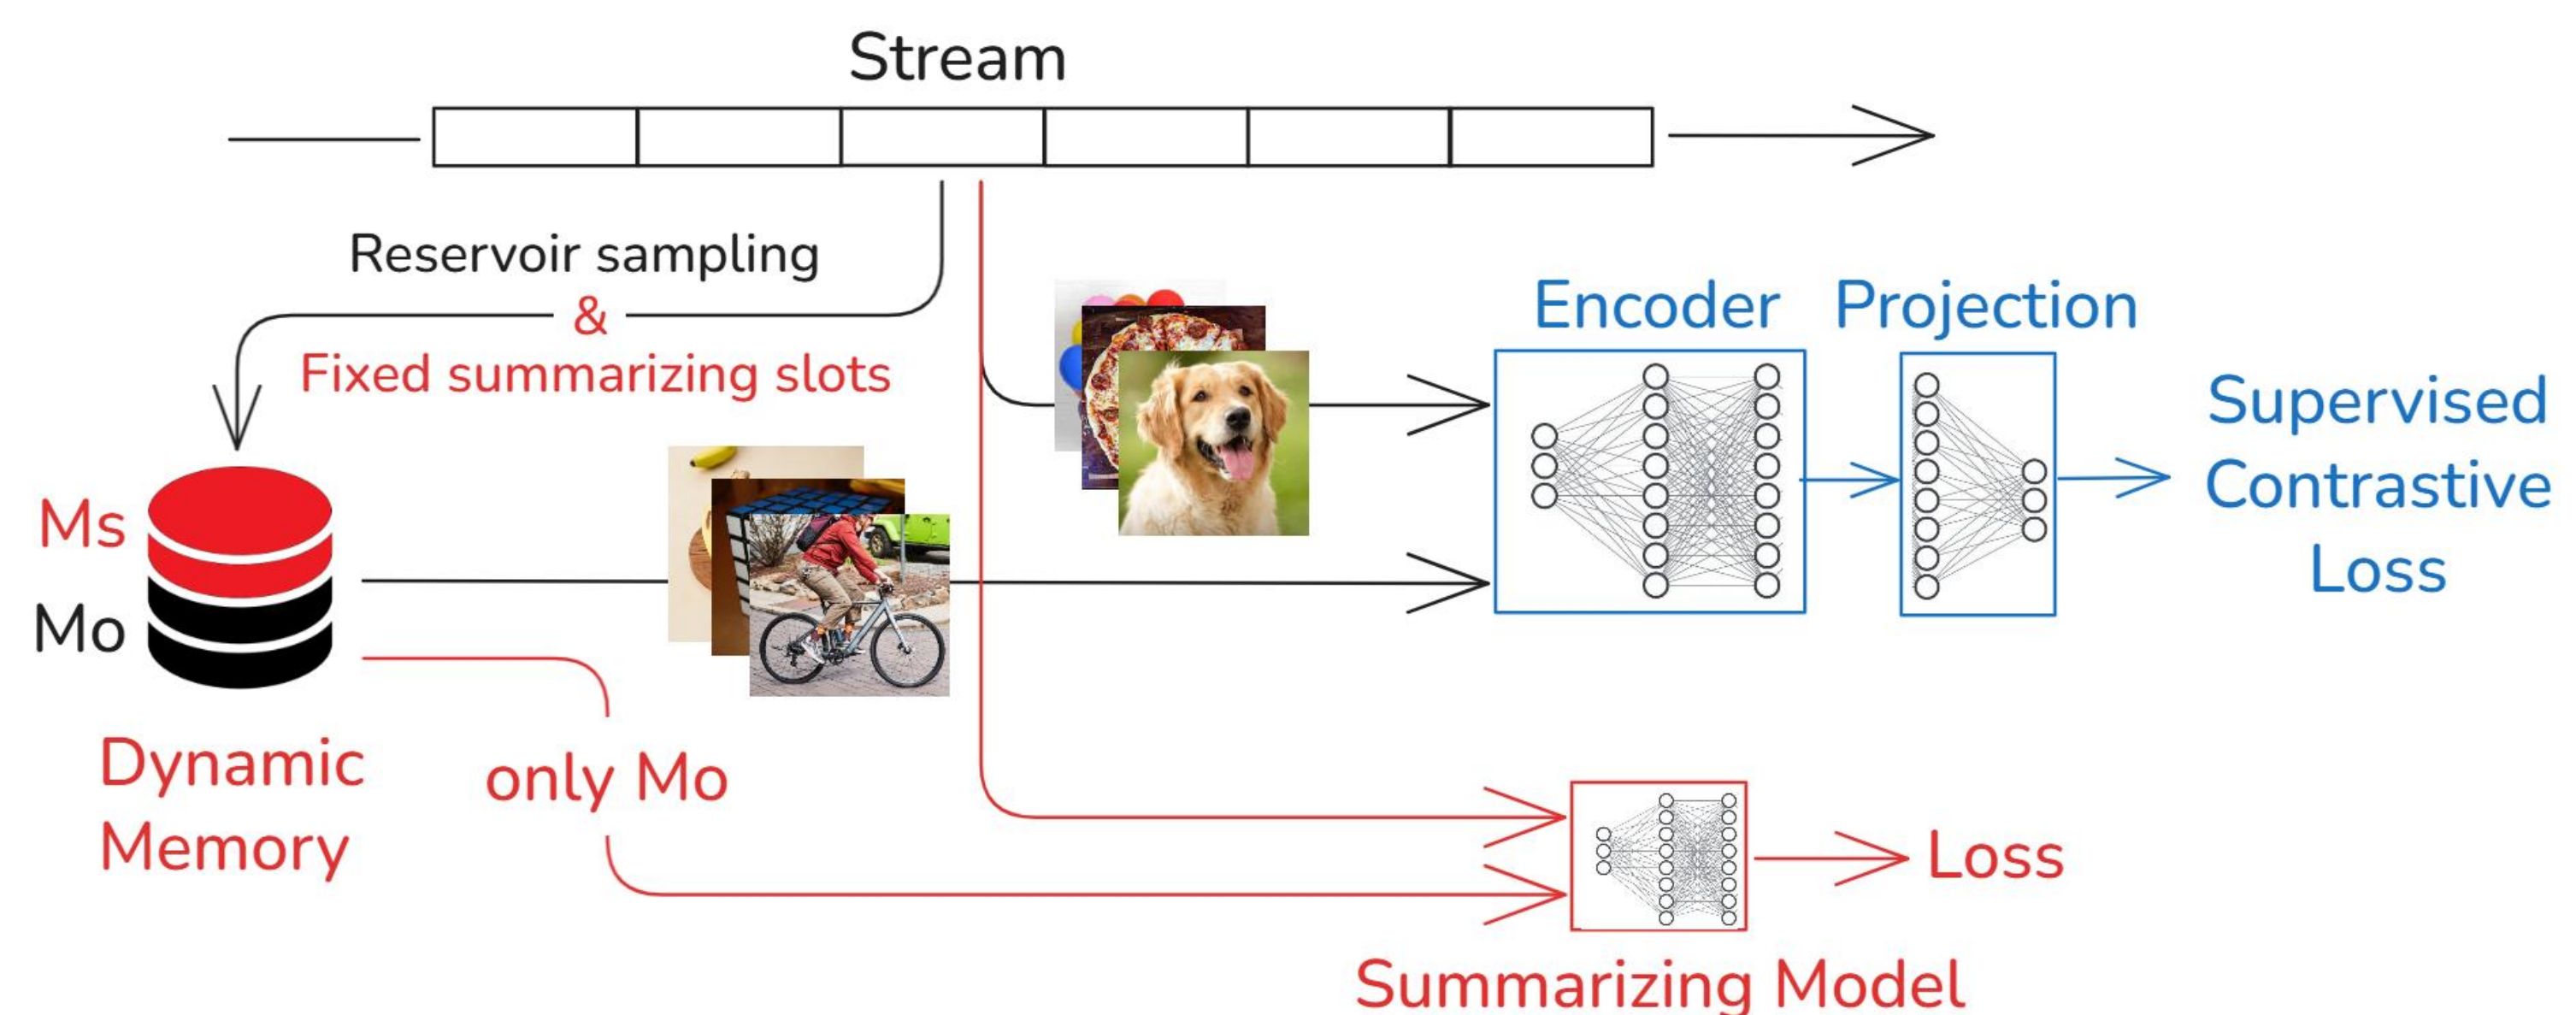 Stream
Reservoir sampling
&
Fixed summarizing slots
Encoder
Projection
Supervised
Contrastive
Loss
Ms
Mo
Dynamic
Memory
only Mo
Loss
Summarizing Model